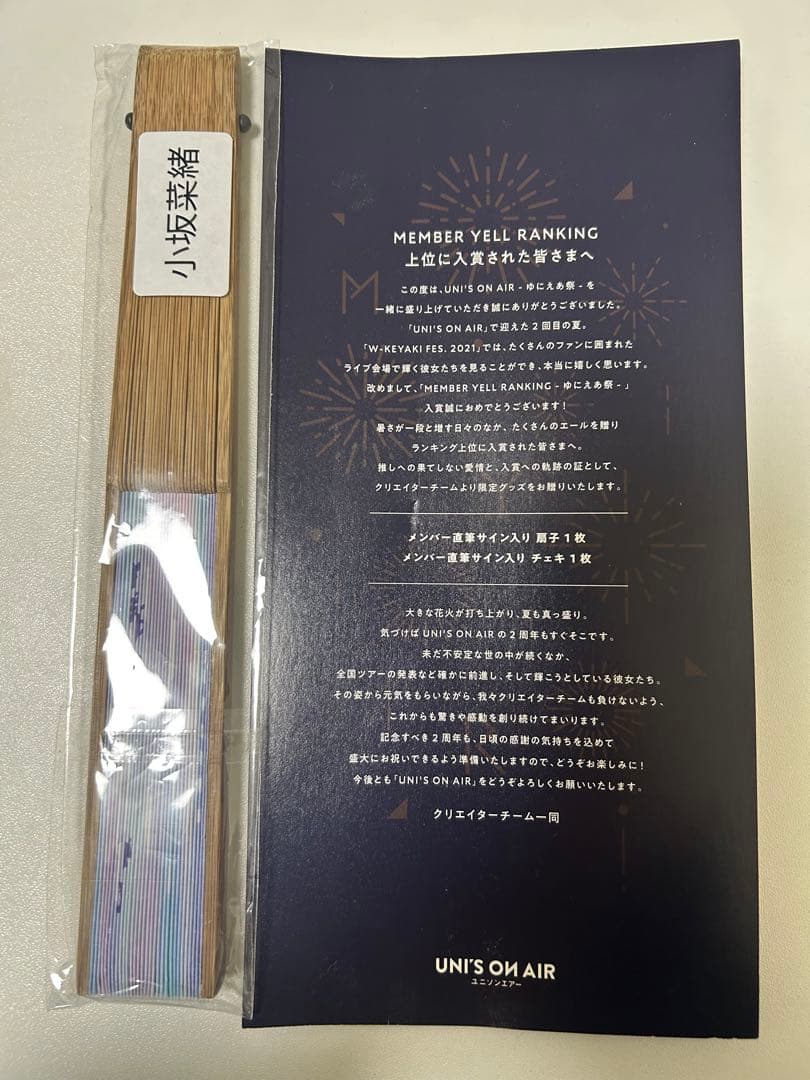 小坂菜緒
MEMBER YELL RANKING
上位に入賞された皆さまへ
この度は、UNI'S ON AIR - ゆにえあ祭 - を
一緒に盛り上げていただき誠にありがとうございました。
「UNI'S ON AIR」で迎えた2回目の夏。
「W-KEYAKI FES. 2021」では、たくさんのファンに囲まれた
ライブ会場で輝く彼女たちを見ることができ、本当に嬉しく思います。
改めまして、「MEMBER YELL RANKING - ゆにえあ祭 - 」
入賞誠におめでとうございます!
暑さが一段と増す日々のなか、たくさんのエールを贈り
ランキング上位に入賞された皆さまへ。
推しへの果てしない愛情と、入賞への軌跡の証として、
クリエイターチームより限定グッズをお贈りいたします。
メンバー直筆サイン入り 扇子1枚
メンバー直筆サイン入り チェキ1枚
大きな花火が打ち上がり、夏も真っ盛り。
気づけばUNI'S ON AIRの2周年もすぐそこです。
未だ不安定な世の中が続くなか、
全国ツアーの発表など確かに前進し、そして輝こうとしている彼女たち。
その姿から元気をもらいながら、我々クリエイターチームも負けないよう、
これからも驚きや感動を創り続けてまいります。
記念すべき2周年も、日頃の感謝の気持ちを込めて
盛大にお祝いできるよう準備いたしますので、どうぞお楽しみに!
今後とも「UNI'S ON AIR」をどうぞよろしくお願いいたします。
クリエイターチーム一同
UNI'S ON AIR
ユニゾンエアー